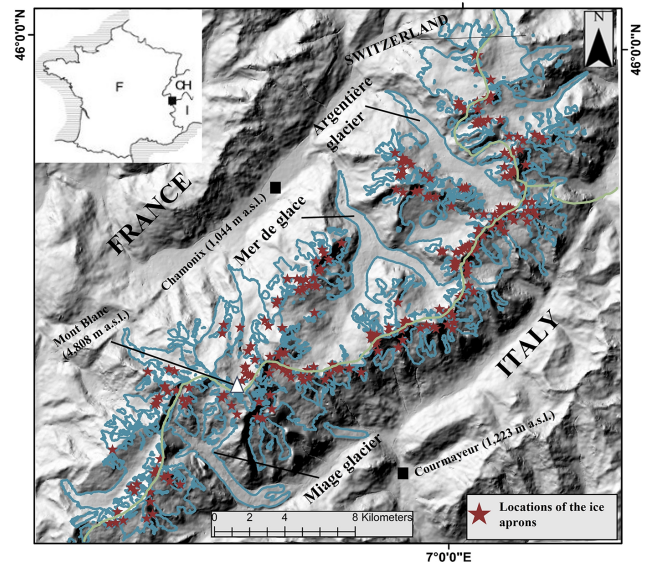 46°0'0"N
46°0'0"N
N
F
CH
I
SWITZERLAND
Argentière
glacier
FRANCE
Chamonix (1,044 m a.s.l.)
Mer de glace
Mont Blanc
(4,808 m a.s.l.)
ITALY
Courmayeur (1,223 m a.s.l.)
Miage glacier
Locations of the ice
aprons
0 2 4 8 Kilometers
7°0'0"E